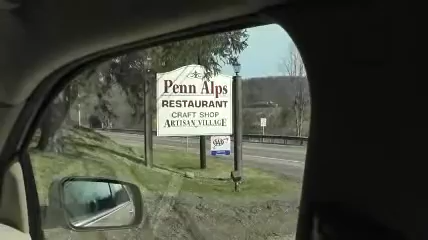 Penn Alps
RESTAURANT
CRAFT SHOP
ARTISAN VILLAGE
AAA